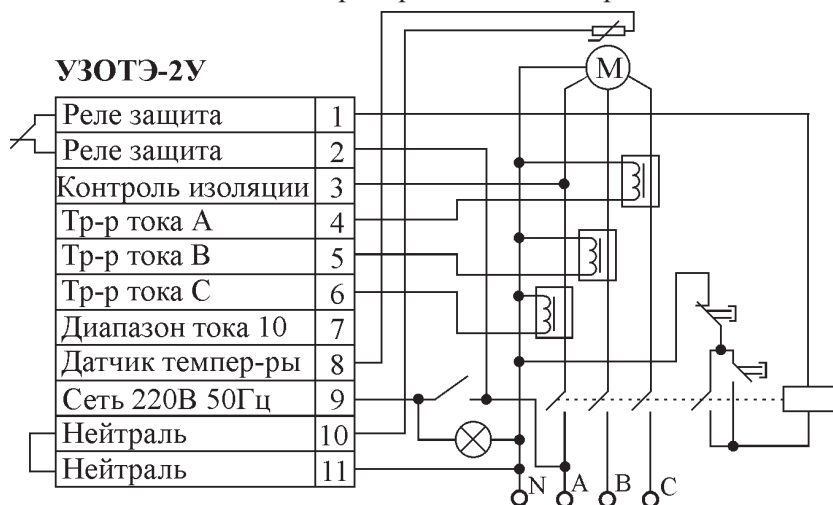 УЗОТЭ-2У
Реле защита 1
Реле защита 2
Контроль изоляции 3
Тр-р тока А 4
Тр-р тока В 5
Тр-р тока С 6
Диапазон тока 10 7
Датчик темпер-ры 8
Сеть 220В 50Гц 9
Нейтраль 10
Нейтраль 11
М
N А В С